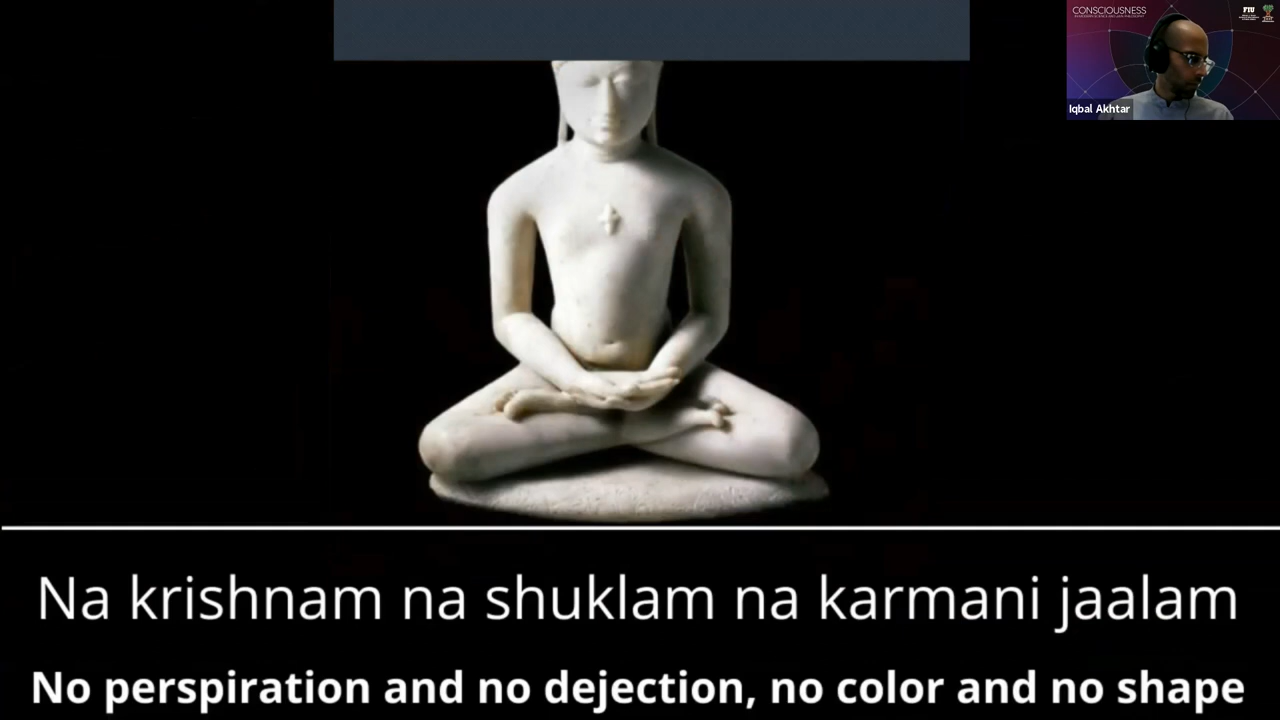 CONSCIOUSNESS
FIU
Iqbal Akhtar
Na krishnam na shuklam na karmani jaalam
No perspiration and no dejection, no color and no shape